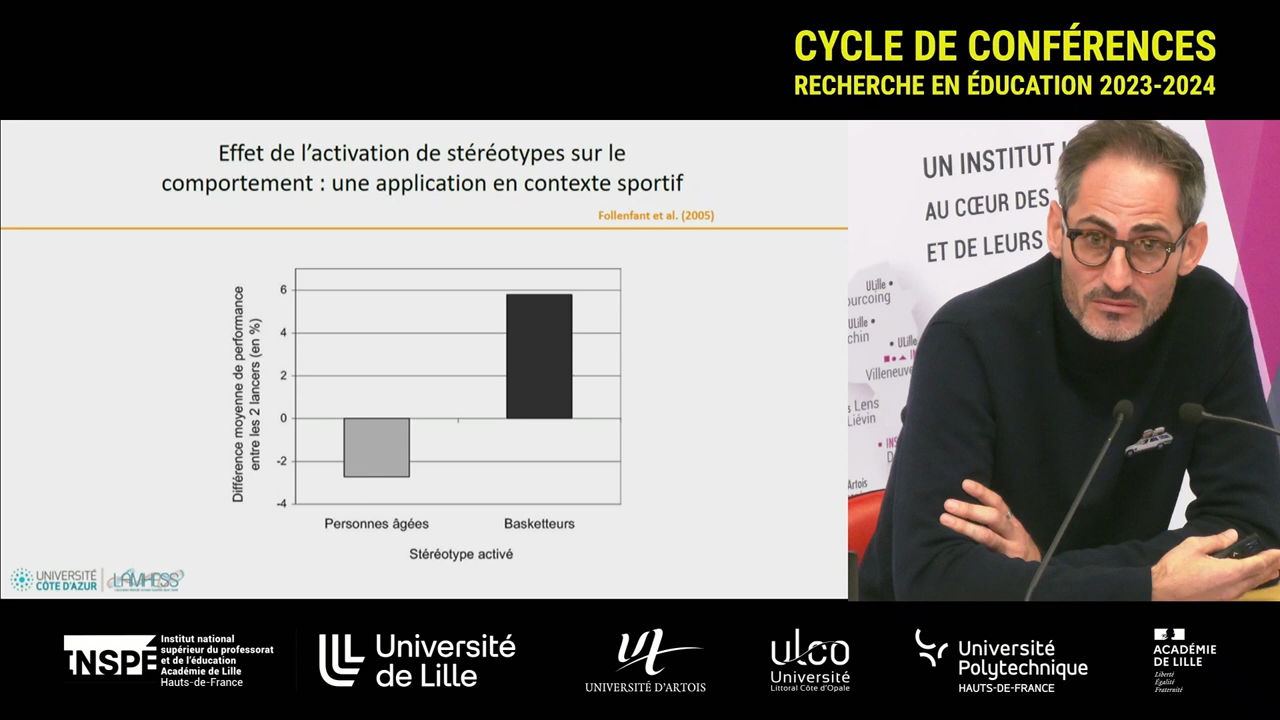 CYCLE DE CONFÉRENCES
RECHERCHE EN ÉDUCATION 2023-2024
Effet de l’activation de stéréotypes sur le
comportement : une application en contexte sportif
Follenfant et al. (2005)
Différence moyenne de performance
entre les 2 lancers (en %)
6
4
2
0
-2
-4
Personnes âgées
Basketteurs
Stéréotype activé
UNIVERSITÉ
CÔTE D'AZUR
LAMHESS
UN INSTITUT
AU CŒUR DES
ET DE LEURS
ULille
ourcoing
ULille
chin
ULille
Villeneuve
Lens
Liévin
INS
Artois
INSPÉ
Institut national
supérieur du professorat
et de l'éducation
Académie de Lille
Hauts-de-France
Université
de Lille
UNIVERSITÉ D'ARTOIS
ulco
Université
Littoral Côte d'Opale
Université
Polytechnique
HAUTS-DE-FRANCE
ACADÉMIE
DE LILLE
Liberté
Égalité
Fraternité